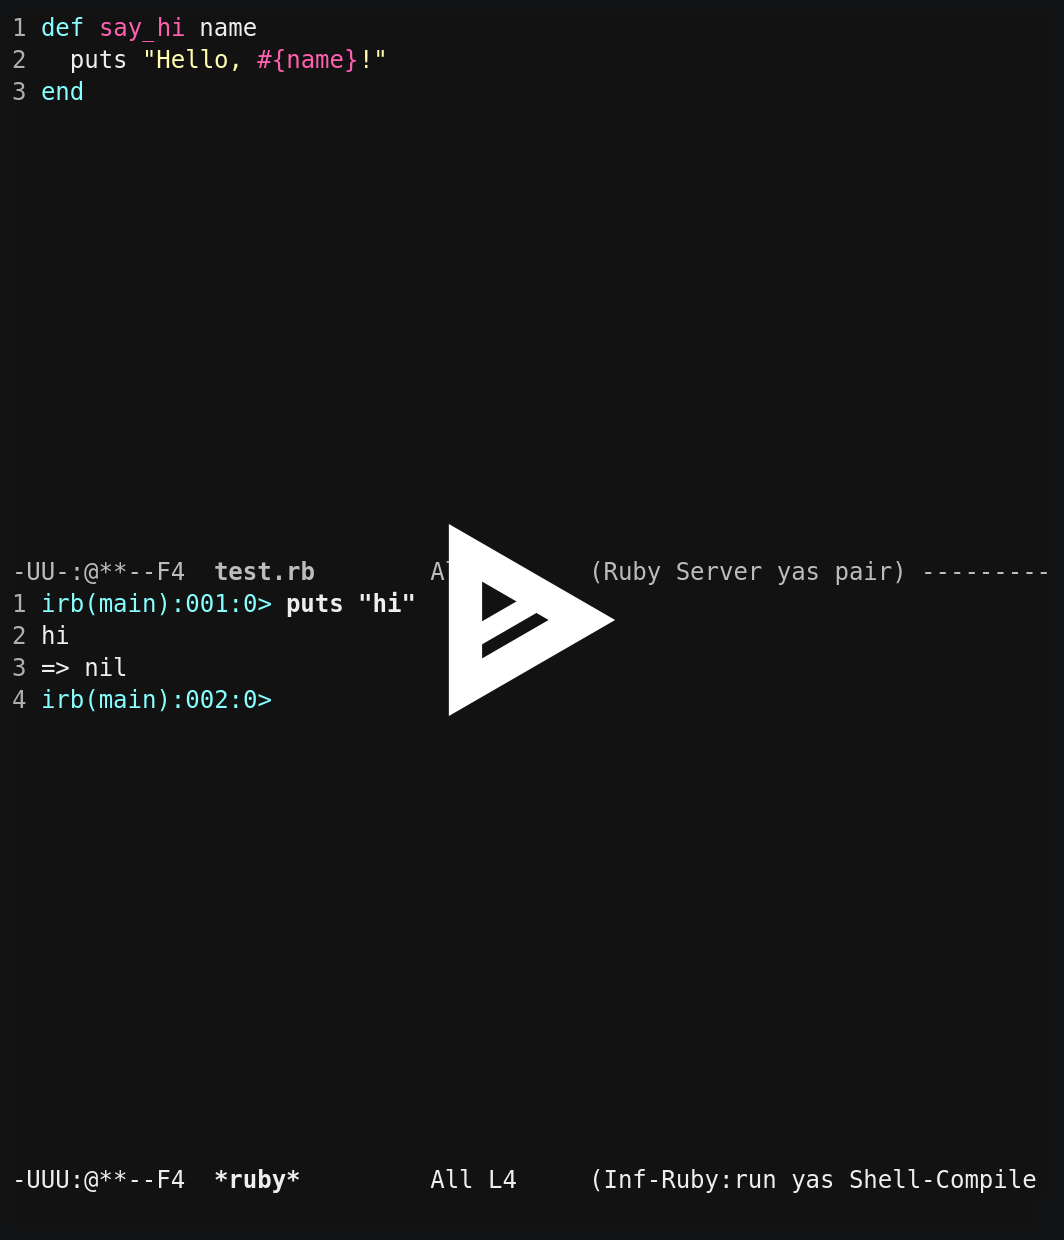 1 def say_hi name
2   puts "Hello, #{name}!"
3 end
-UU-:@**--F4  test.rb        (Ruby Server yas pair) ---------
1 irb(main):001:0> puts "hi"
2 hi
3 => nil
4 irb(main):002:0>
-UUU:@**--F4  *ruby*         All L4     (Inf-Ruby:run yas Shell-Compile